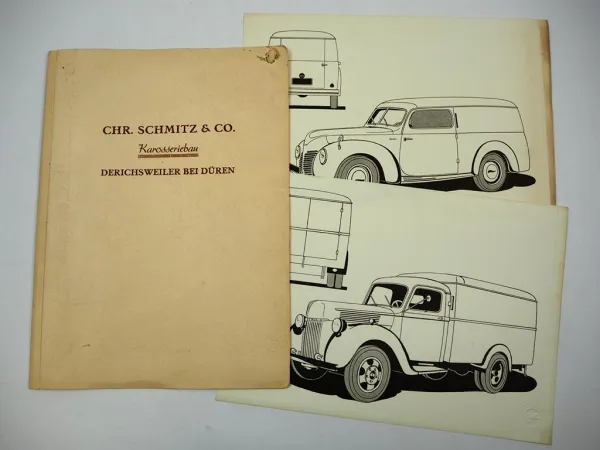 CHR. SCHMITZ & CO.
Karosseriebau
DERICHSWEILER BEI DÜREN